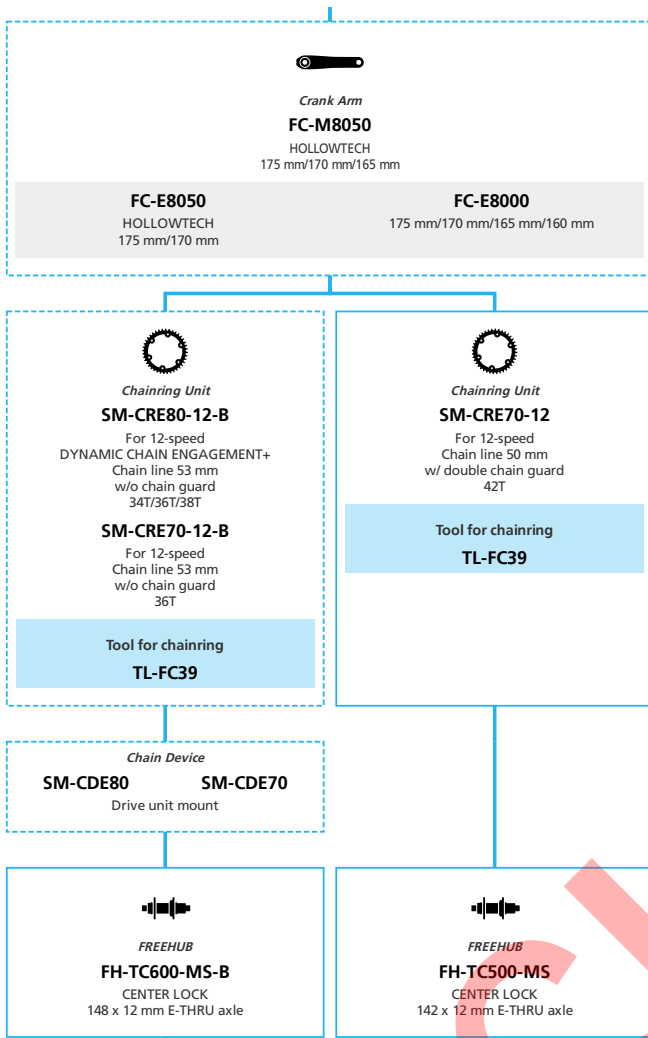 Crank Arm
FC-M8050
HOLLOWTECH
175 mm/170 mm/165 mm
FC-E8050
HOLLOWTECH
175 mm/170 mm
FC-E8000
175 mm/170 mm/165 mm/160 mm
Chainring Unit
SM-CRE80-12-B
For 12-speed
DYNAMIC CHAIN ENGAGEMENT+
Chain line 53 mm
w/o chain guard
34T/36T/38T
SM-CRE70-12-B
For 12-speed
Chain line 53 mm
w/o chain guard
36T
Tool for chainring
TL-FC39
Chainring Unit
SM-CRE70-12
For 12-speed
Chain line 50 mm
w/ double chain guard
42T
Tool for chainring
TL-FC39
Chain Device
SM-CDE80 SM-CDE70
Drive unit mount
FREEHUB
FH-TC600-MS-B
CENTER LOCK
148 x 12 mm E-THRU axle
FREEHUB
FH-TC500-MS
CENTER LOCK
142 x 12 mm E-THRU axle